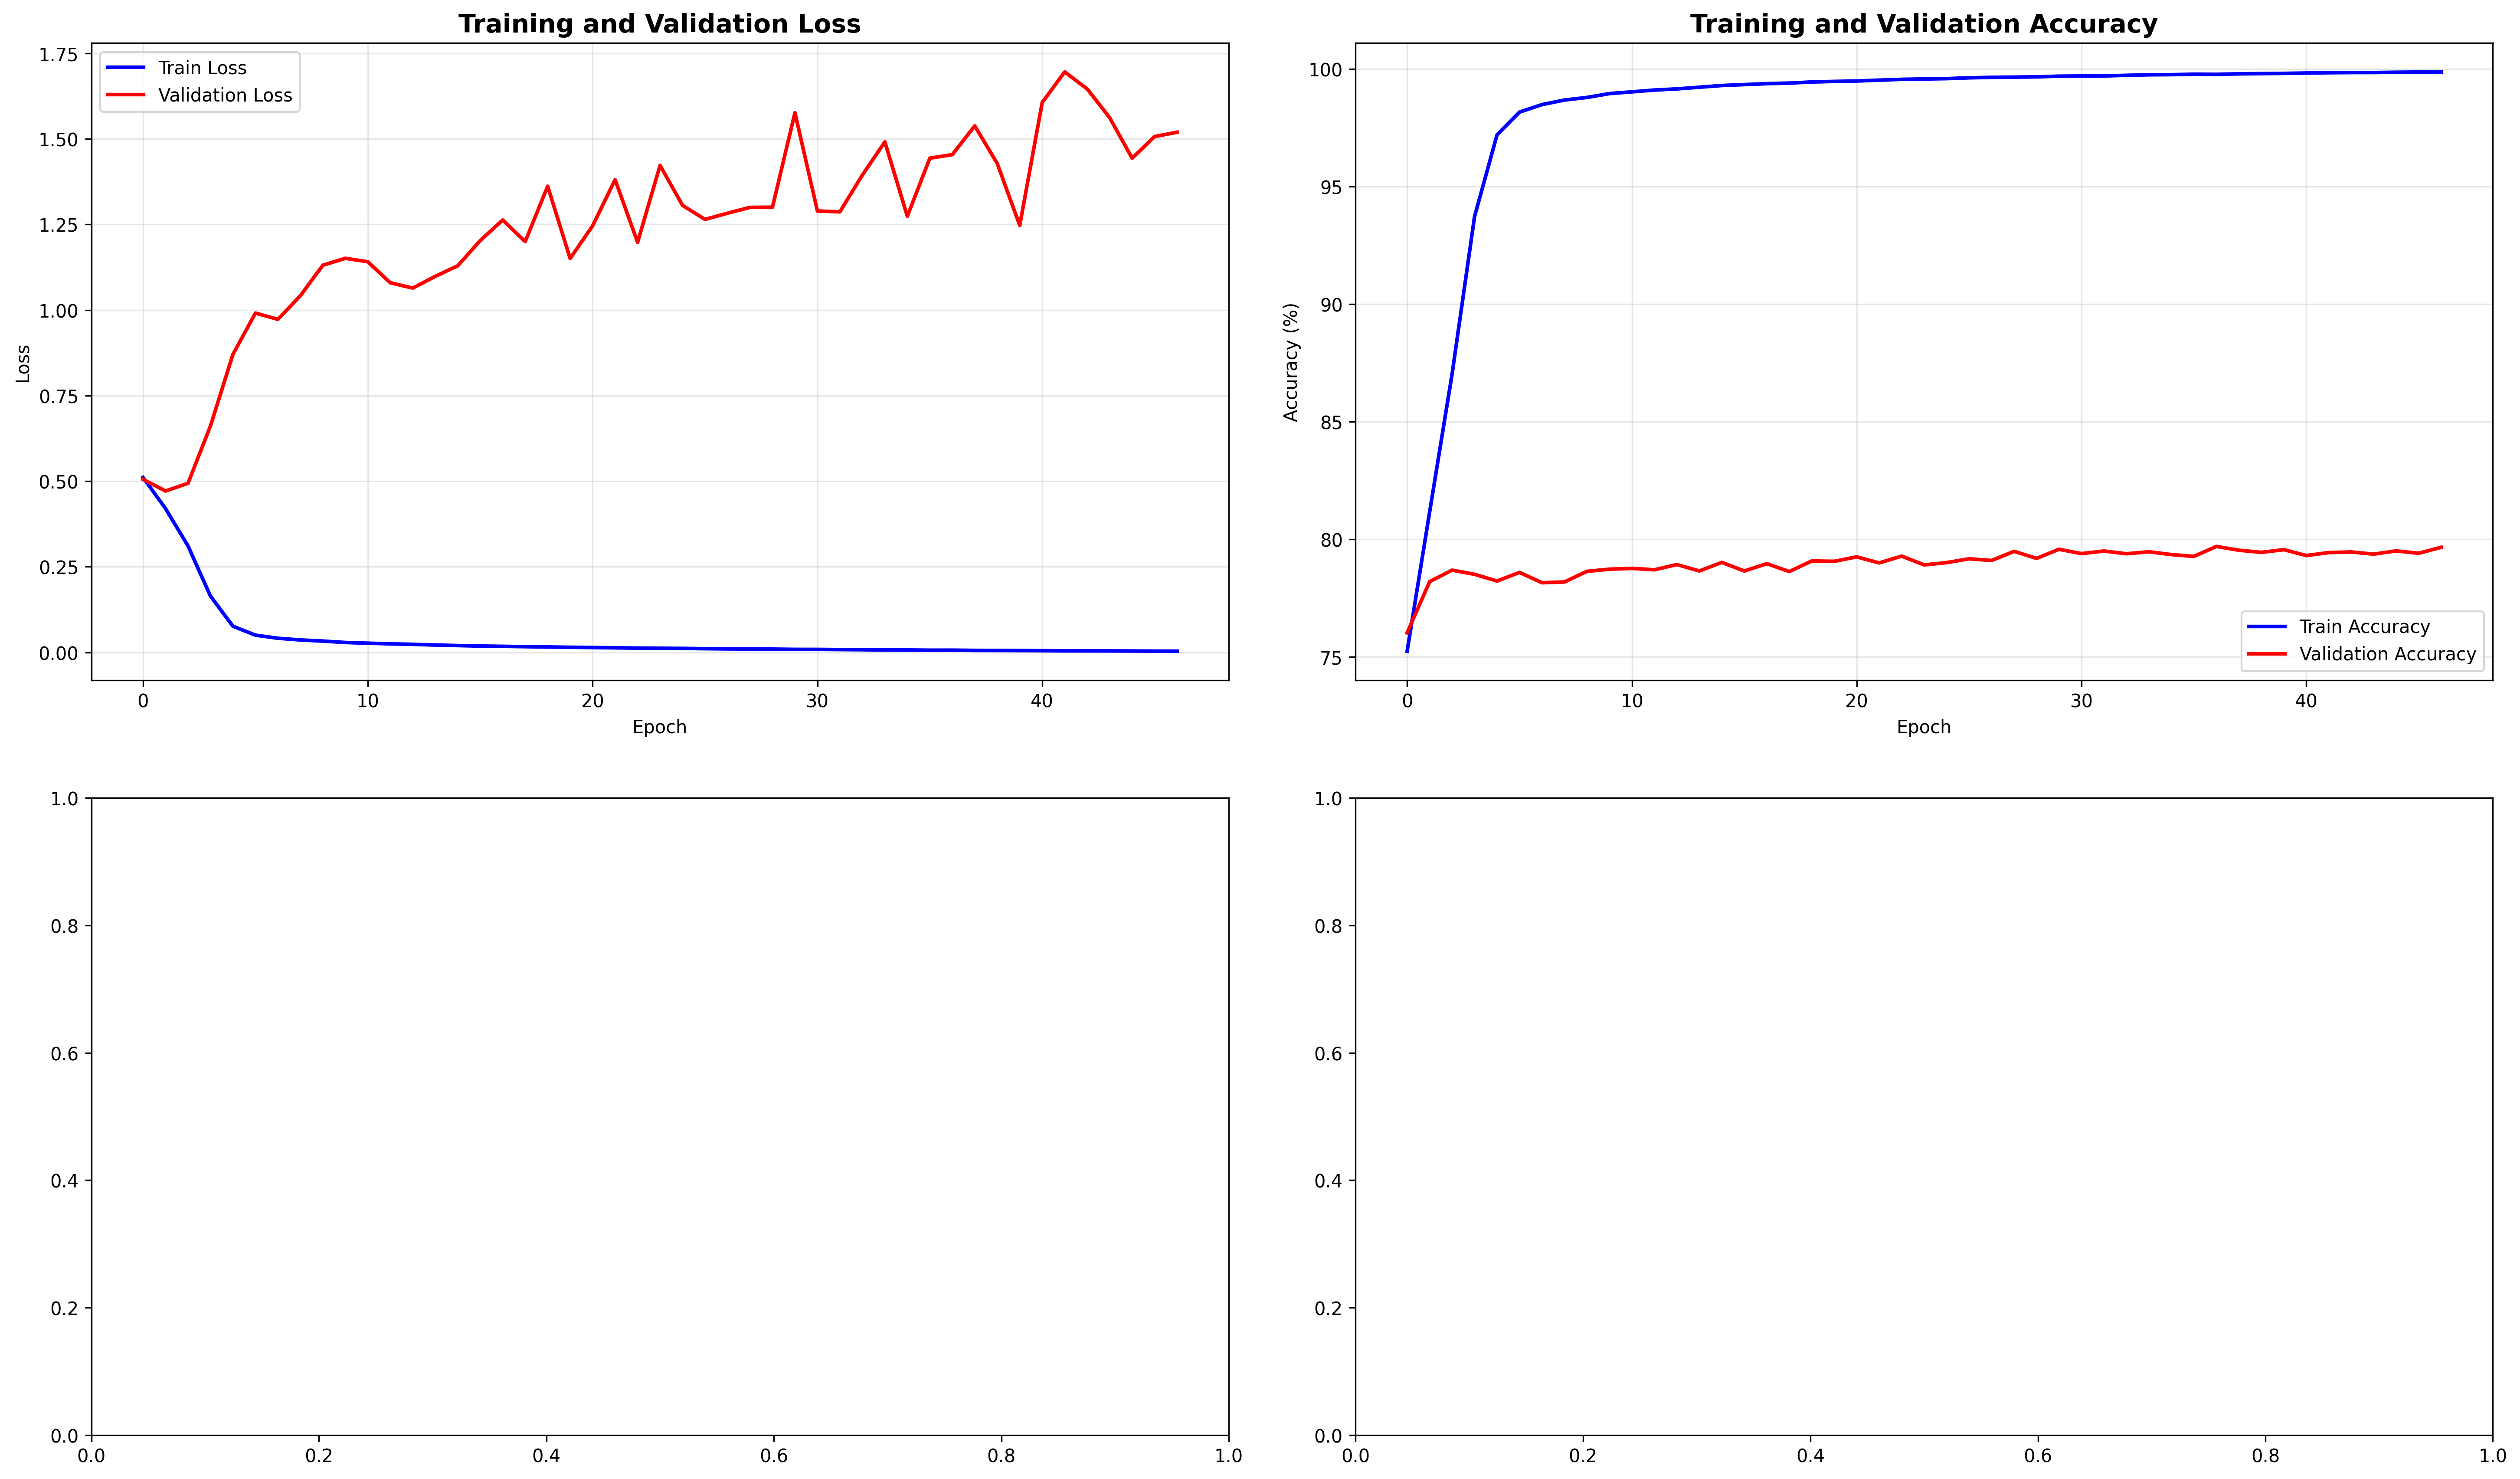 Training and Validation Loss
1.75
1.50
1.25
1.00
0.75
0.50
0.25
0.00
Loss
Train Loss
Validation Loss
0 10 20 30 40
Epoch
Training and Validation Accuracy
100
95
90
85
80
75
Accuracy (%)
Train Accuracy
Validation Accuracy
0 10 20 30 40
Epoch
1.0
0.8
0.6
0.4
0.2
0.0
0.0 0.2 0.4 0.6 0.8 1.0
1.0
0.8
0.6
0.4
0.2
0.0
0.0 0.2 0.4 0.6 0.8 1.0